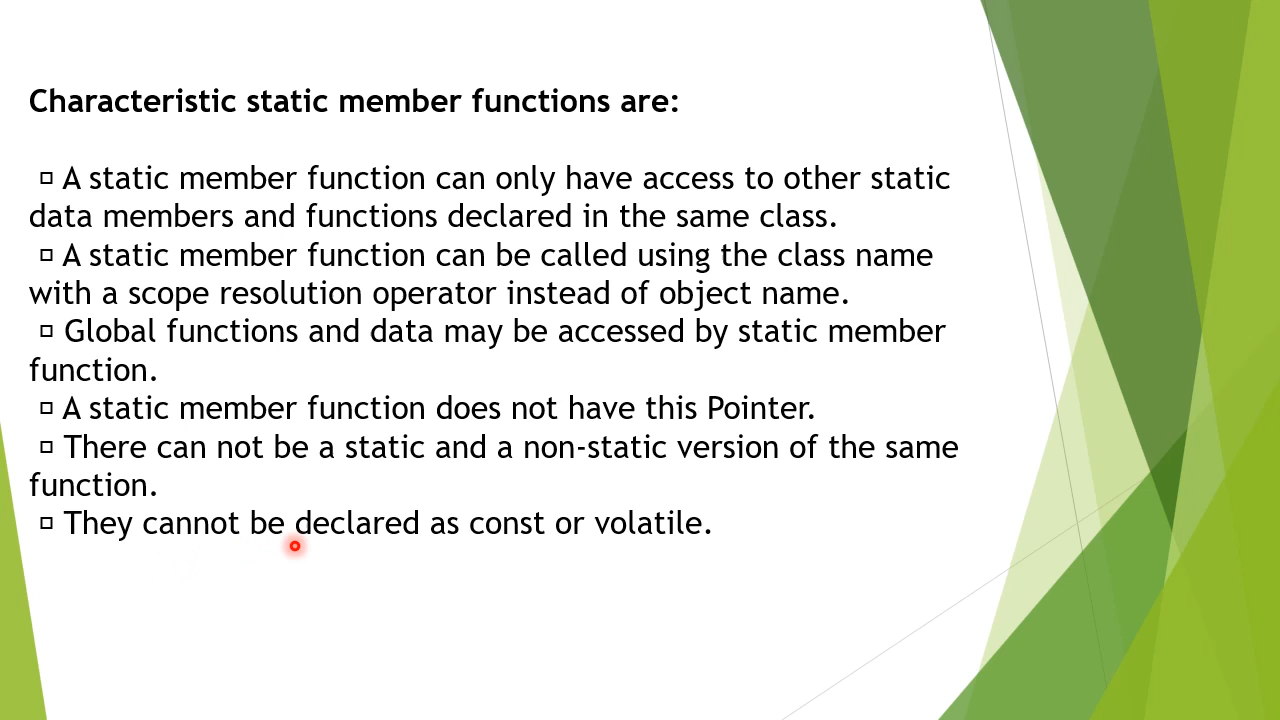 Characteristic static member functions are:
▫ A static member function can only have access to other static
data members and functions declared in the same class.
▫ A static member function can be called using the class name
with a scope resolution operator instead of object name.
▫ Global functions and data may be accessed by static member
function.
▫ A static member function does not have this Pointer.
▫ There can not be a static and a non-static version of the same
function.
▫ They cannot be declared as const or volatile.